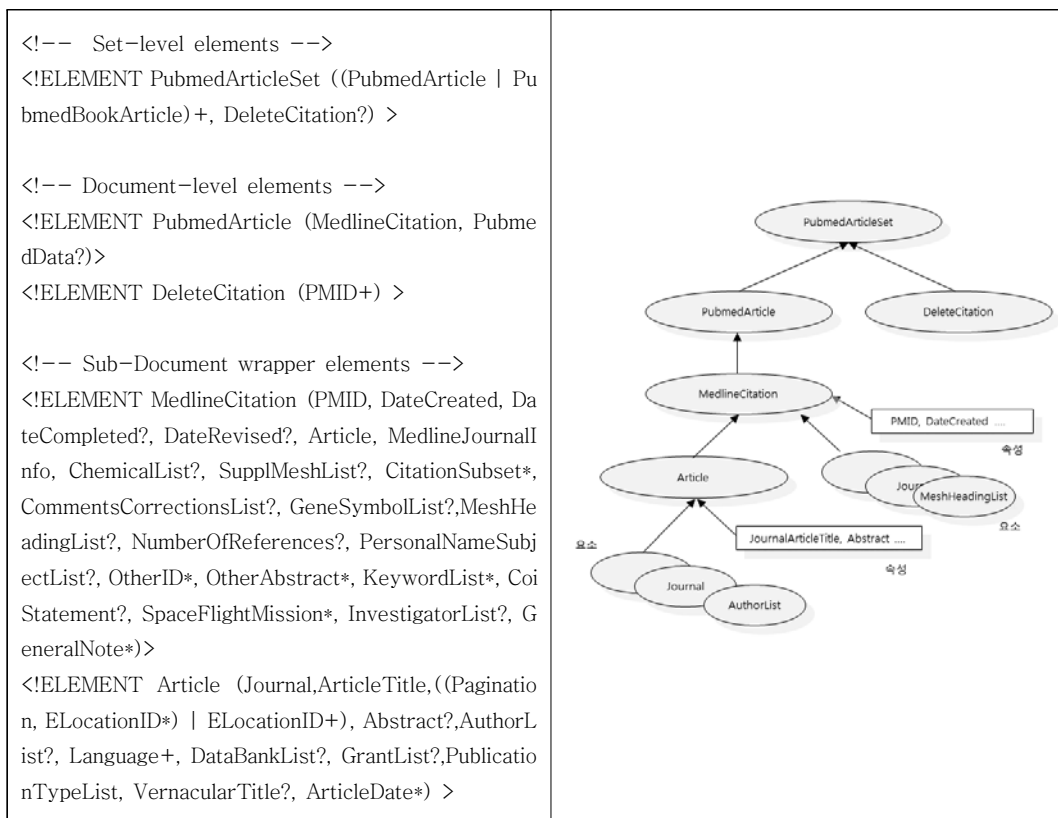 <!-- Set-level elements -->
<!ELEMENT PubmedArticleSet ((PubmedArticle | Pu
bmedBookArticle)+, DeleteCitation?) >
<!-- Document-level elements -->
<!ELEMENT PubmedArticle (MedlineCitation, Pubme
dData?)>
<!ELEMENT DeleteCitation (PMID+) >
<!-- Sub-Document wrapper elements -->
<!ELEMENT MedlineCitation (PMID, DateCreated, Da
teCompleted?, DateRevised?, Article, MedlineJournalI
nfo, ChemicalList?, SupplMeshList?, CitationSubset*,
CommentsCorrectionsList?, GeneSymbolList?,MeshHe
adingList?, NumberOfReferences?, PersonalNameSubj
ectList?, OtherID*, OtherAbstract*, KeywordList*, Coi
Statement?, SpaceFlightMission*, InvestigatorList?, G
eneralNote*)>
<!ELEMENT Article (Journal,ArticleTitle,((Paginatio
n, ELocationID*) | ELocationID+), Abstract?,AuthorL
ist?, Language+, DataBankList?, GrantList?,Publicatio
nTypeList, VernacularTitle?, ArticleDate*) >
PubmedArticleSet
PubmedArticle
DeleteCitation
MedlineCitation
PMID, DateCreated ....
속성
Article
Jour
MeshHeadingList
요소
요소
JournalArticleTitle, Abstract ....
속성
Journal
AuthorList